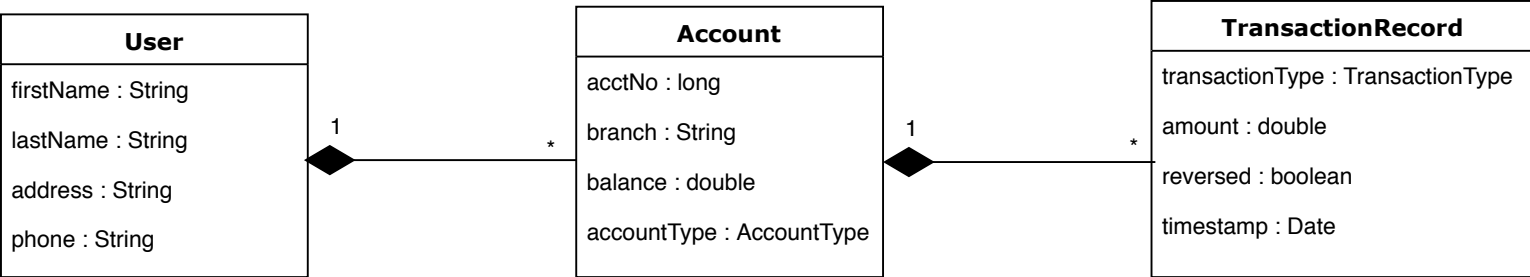 User
firstName : String
lastName : String
address : String
phone : String
1
*
Account
acctNo : long
branch : String
balance : double
accountType : AccountType
1
*
TransactionRecord
transactionType : TransactionType
amount : double
reversed : boolean
timestamp : Date